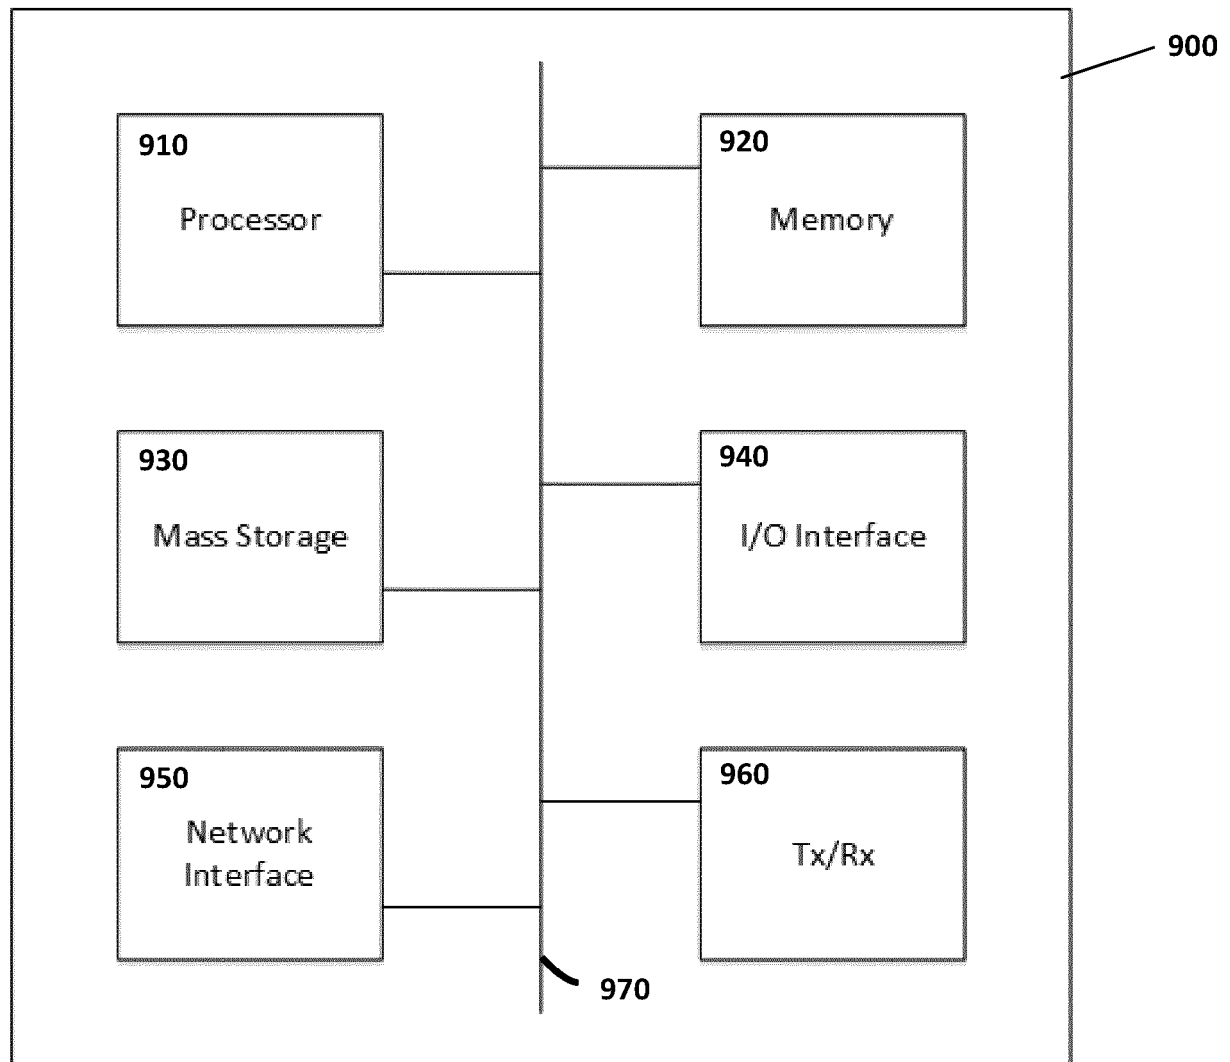 900
910
Processor
920
Memory
930
Mass Storage
940
I/O Interface
950
Network
Interface
960
Tx/Rx
970